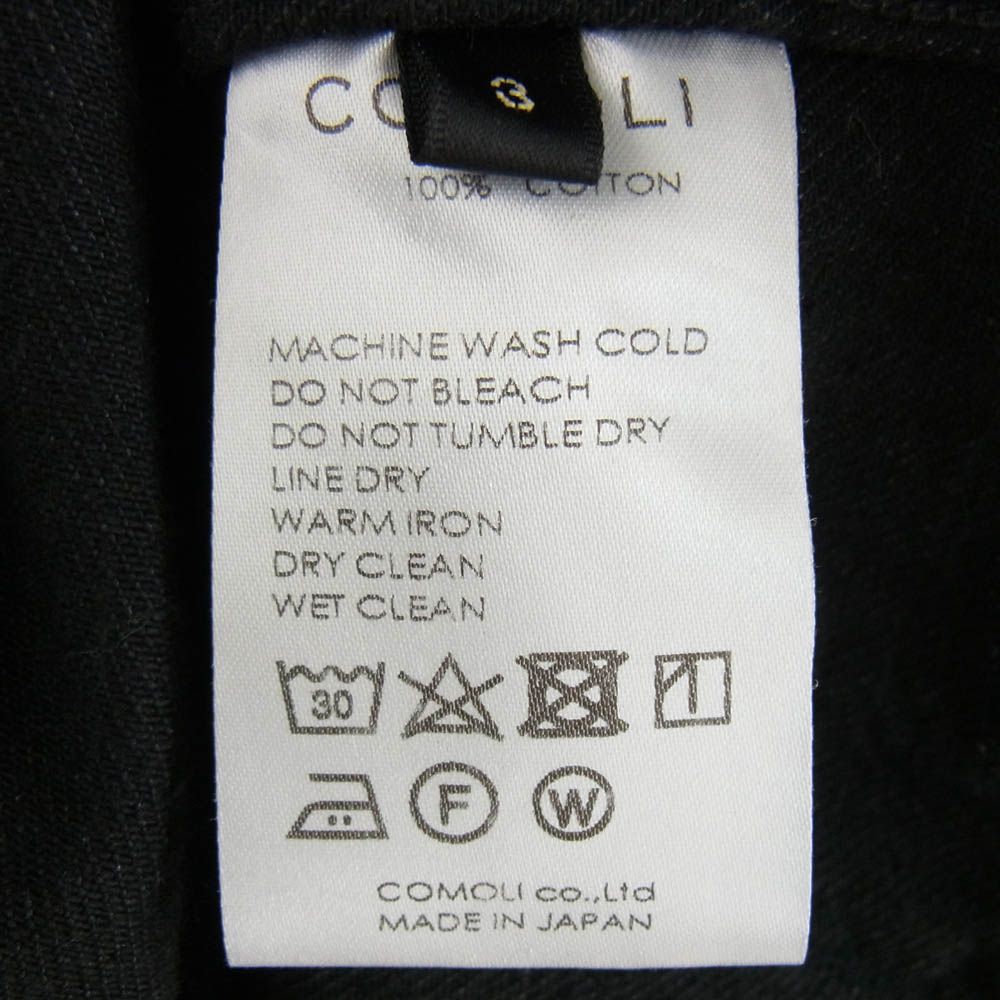 3
COMOLI
100% COTTON
MACHINE WASH COLD
DO NOT BLEACH
DO NOT TUMBLE DRY
LINE DRY
WARM IRON
DRY CLEAN
WET CLEAN
30
F W
COMOLI co.,Ltd
MADE IN JAPAN